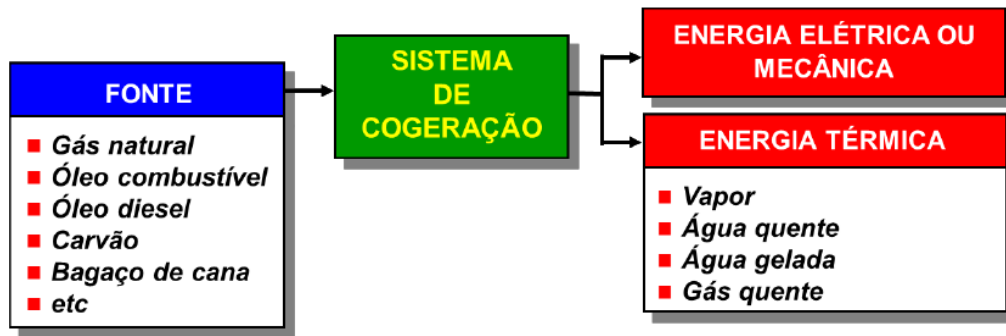 FONTE
Gás natural
Óleo combustível
Óleo diesel
Carvão
Bagaço de cana
etc
SISTEMA
DE
COGERAÇÃO
ENERGIA ELÉTRICA OU
MECÂNICA
ENERGIA TÉRMICA
Vapor
Água quente
Água gelada
Gás quente